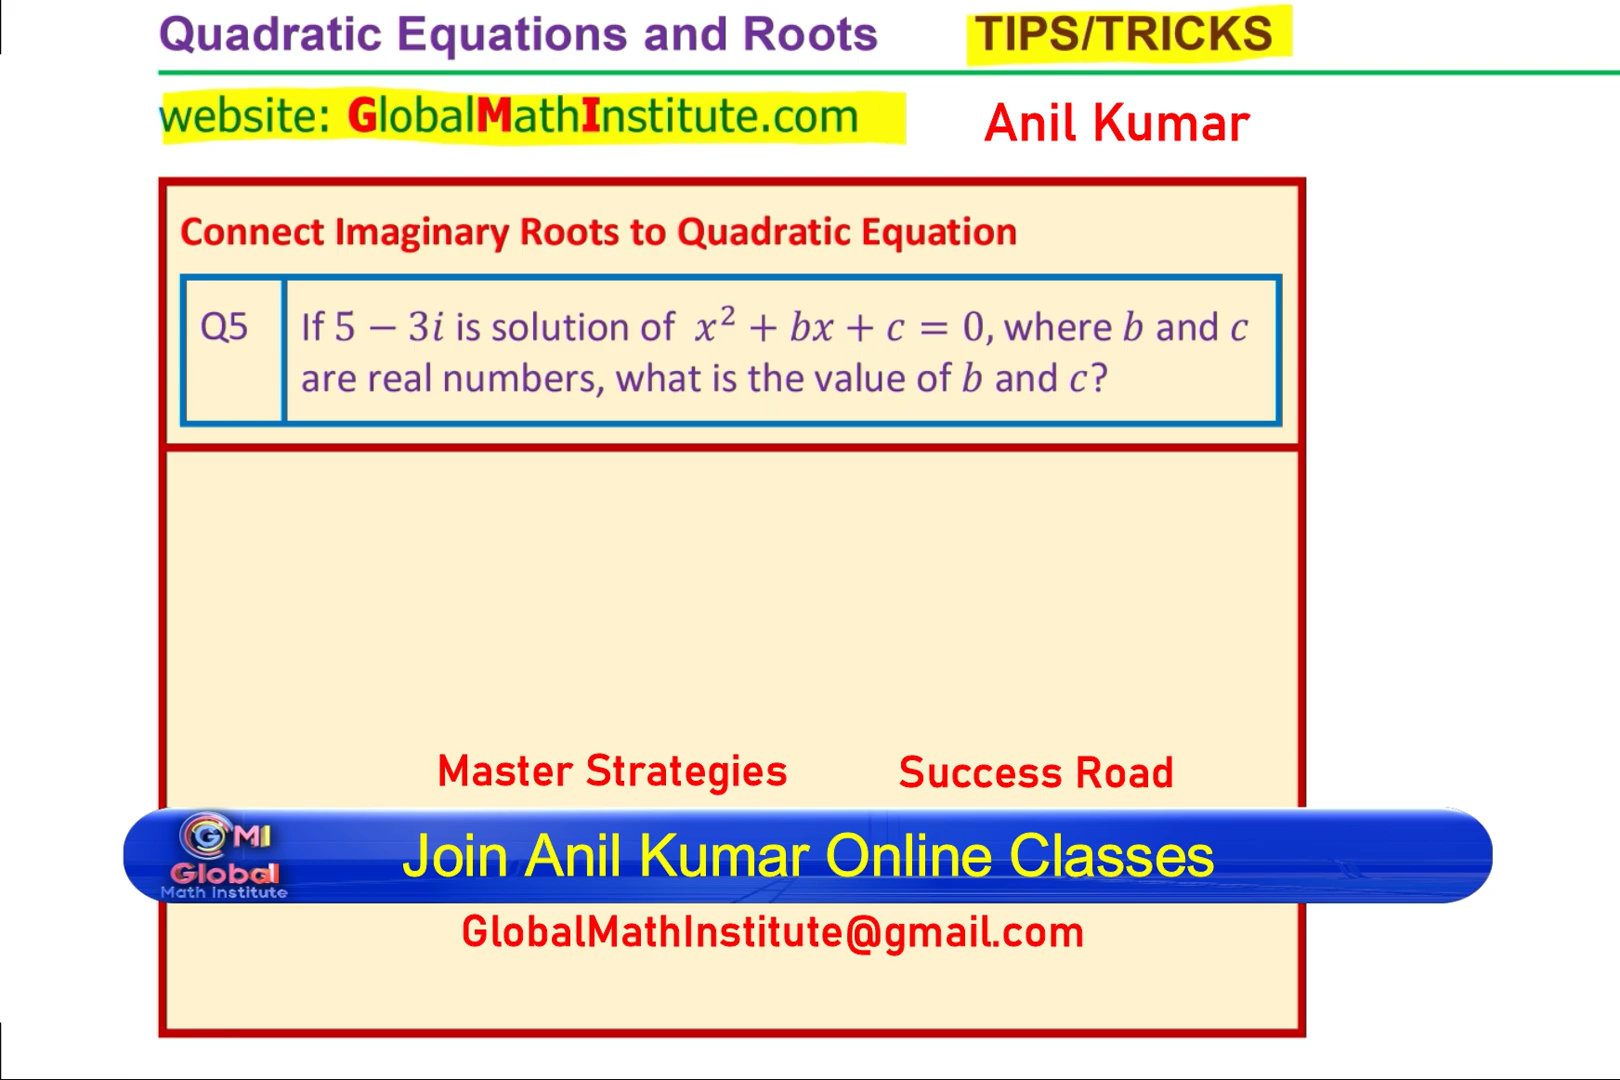 Quadratic Equations and Roots TIPS/TRICKS
website: GlobalMathInstitute.com Anil Kumar
Connect Imaginary Roots to Quadratic Equation
Q5 If 5 − 3i is solution of x² + bx + c = 0, where b and c
are real numbers, what is the value of b and c?
Master Strategies Success Road
GMI
Global
Math Institute
Join Anil Kumar Online Classes
GlobalMathInstitute@gmail.com